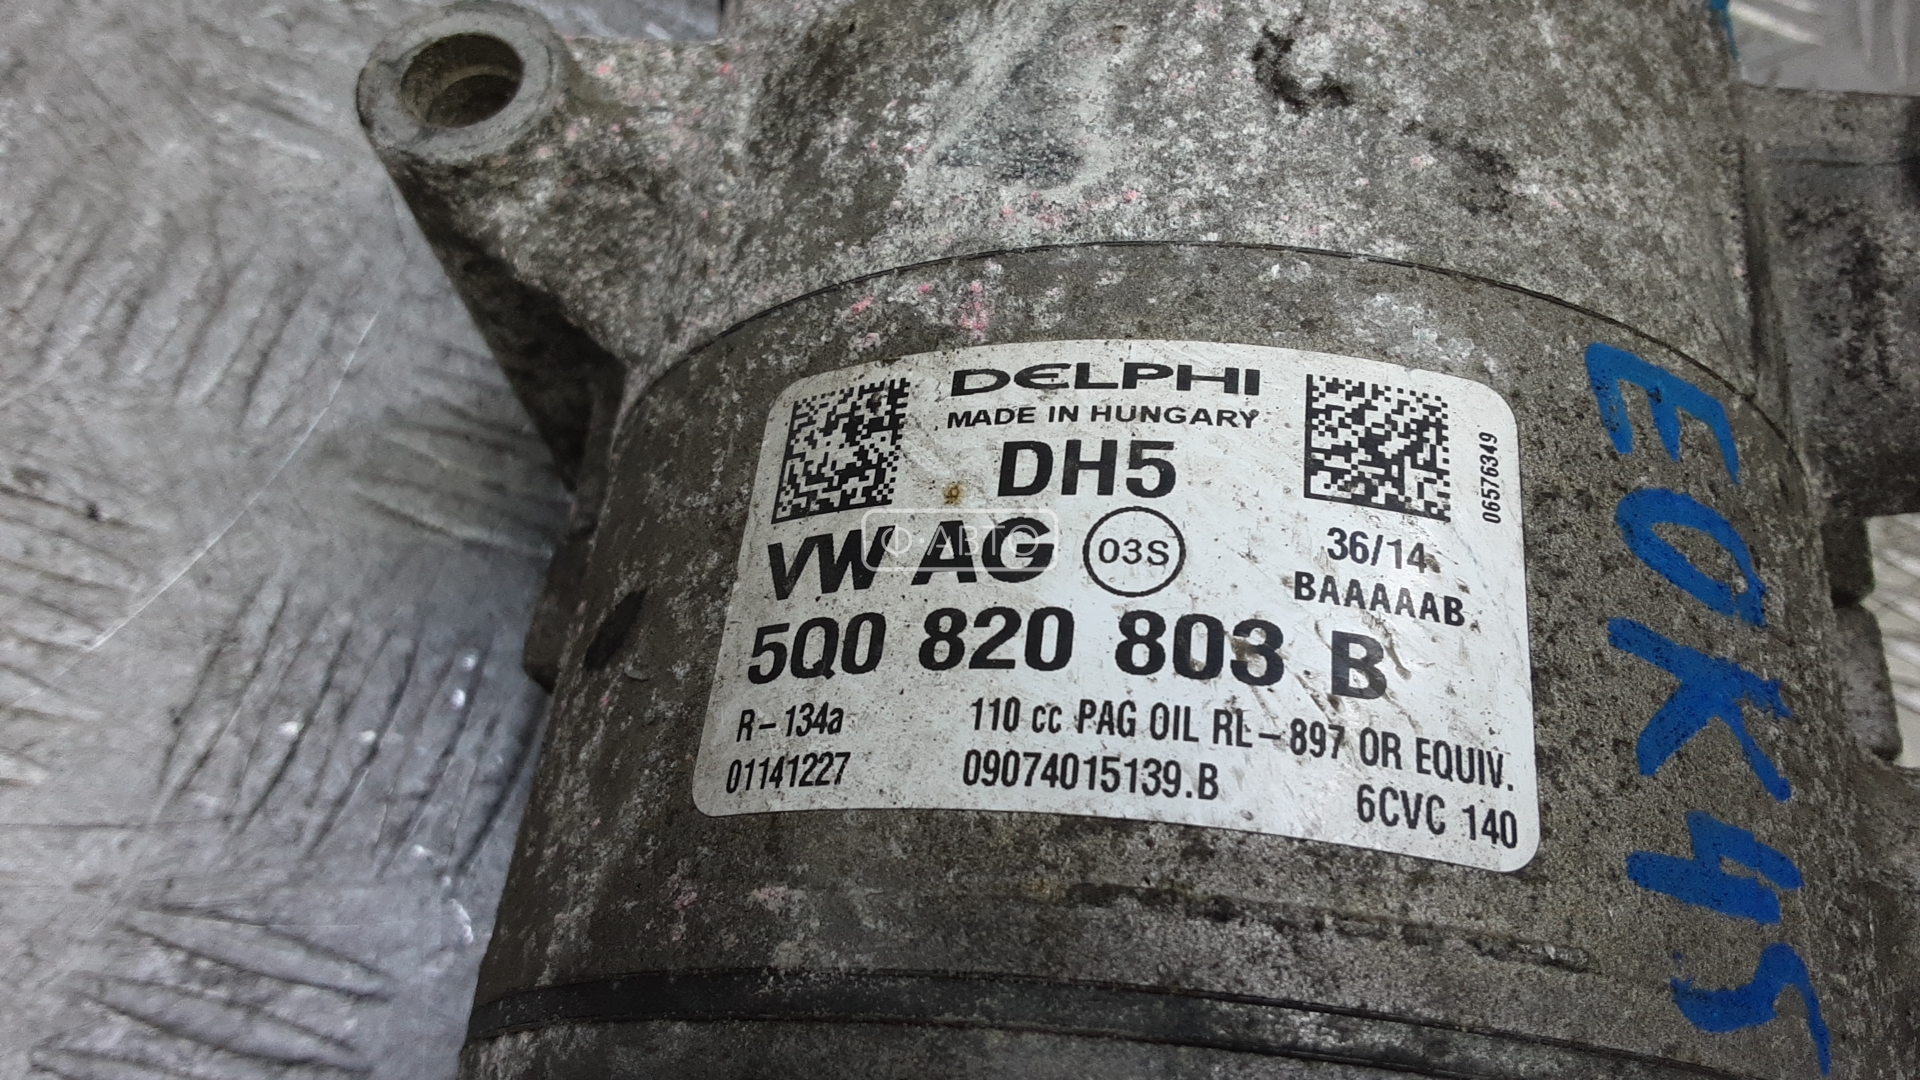 DELPHI
MADE IN HUNGARY
DH5
06576349
VW AG 03S
36/14
BAAAAAB
5Q0 820 803 B
R-134a 110 cc PAG OIL RL-897 OR EQUIV.
01141227 09074015139.B 6CVC 140
EOK45
АВТО